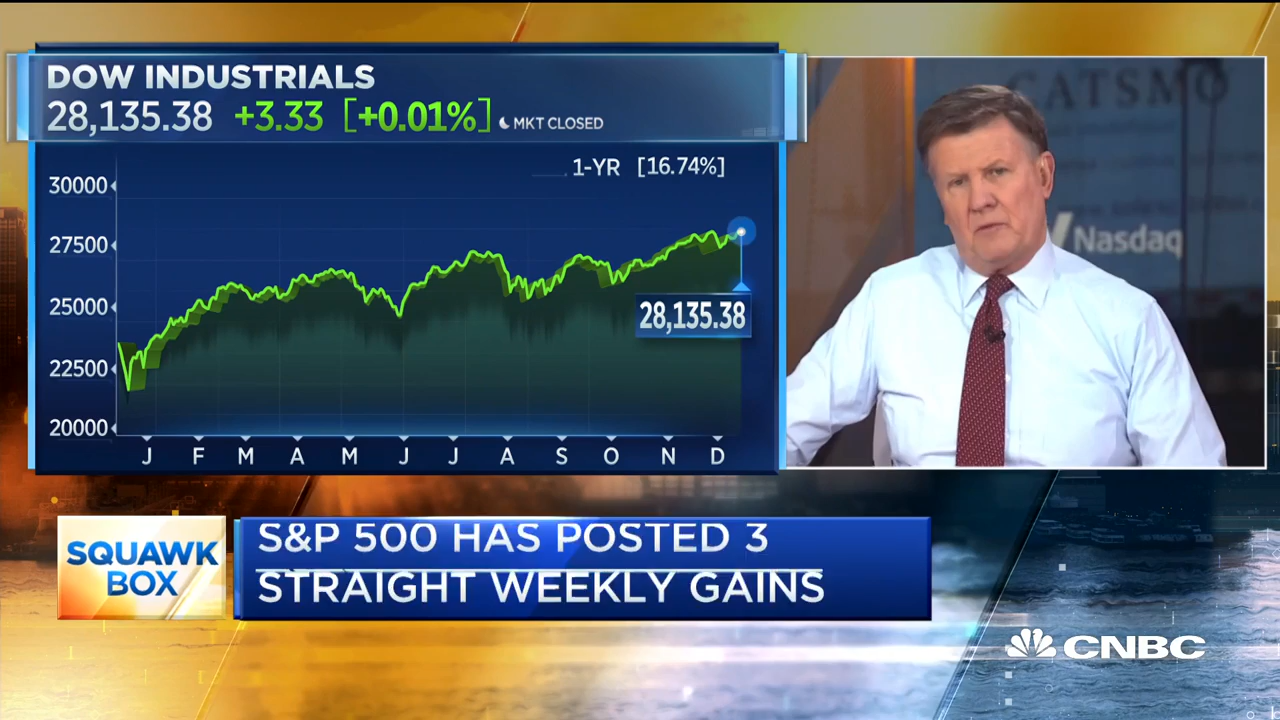 DOW INDUSTRIALS
28,135.38 +3.33 [+0.01%] MKT CLOSED
1-YR [16.74%]
30000
27500
25000
22500
20000
28,135.38
J F M A M J J A S O N D
CATSMO
Nasdaq
SQUAWK
BOX
S&P 500 HAS POSTED 3
STRAIGHT WEEKLY GAINS
CNBC